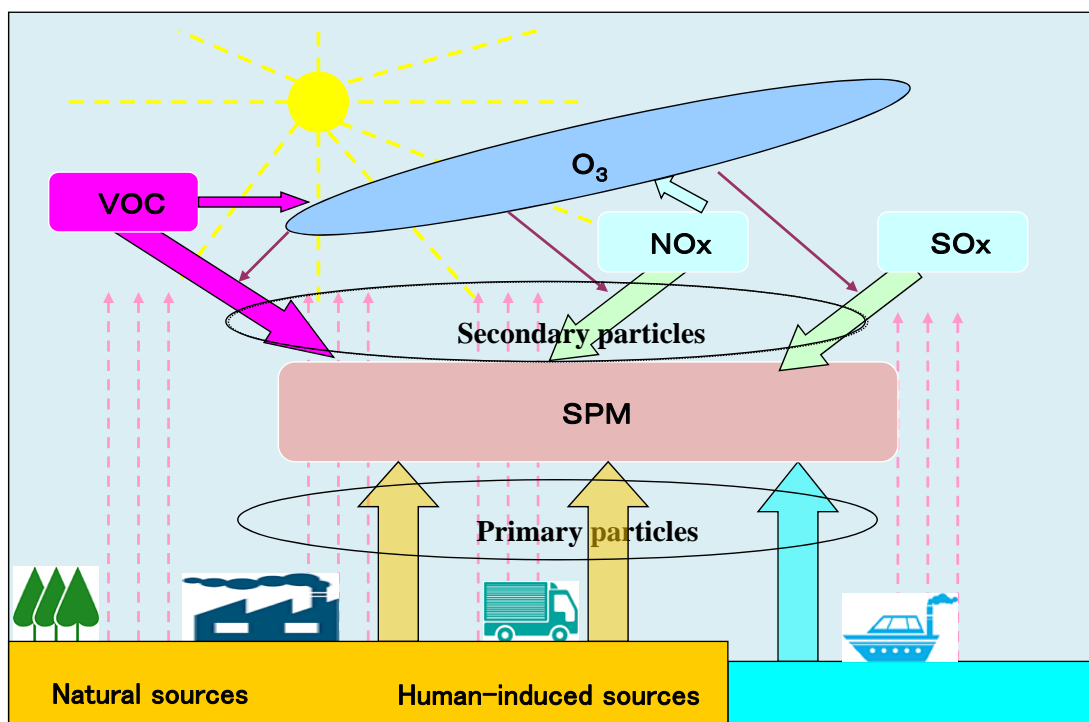 O₃
VOC
NOx
SOx
Secondary particles
SPM
Primary particles
Natural sources
Human-induced sources